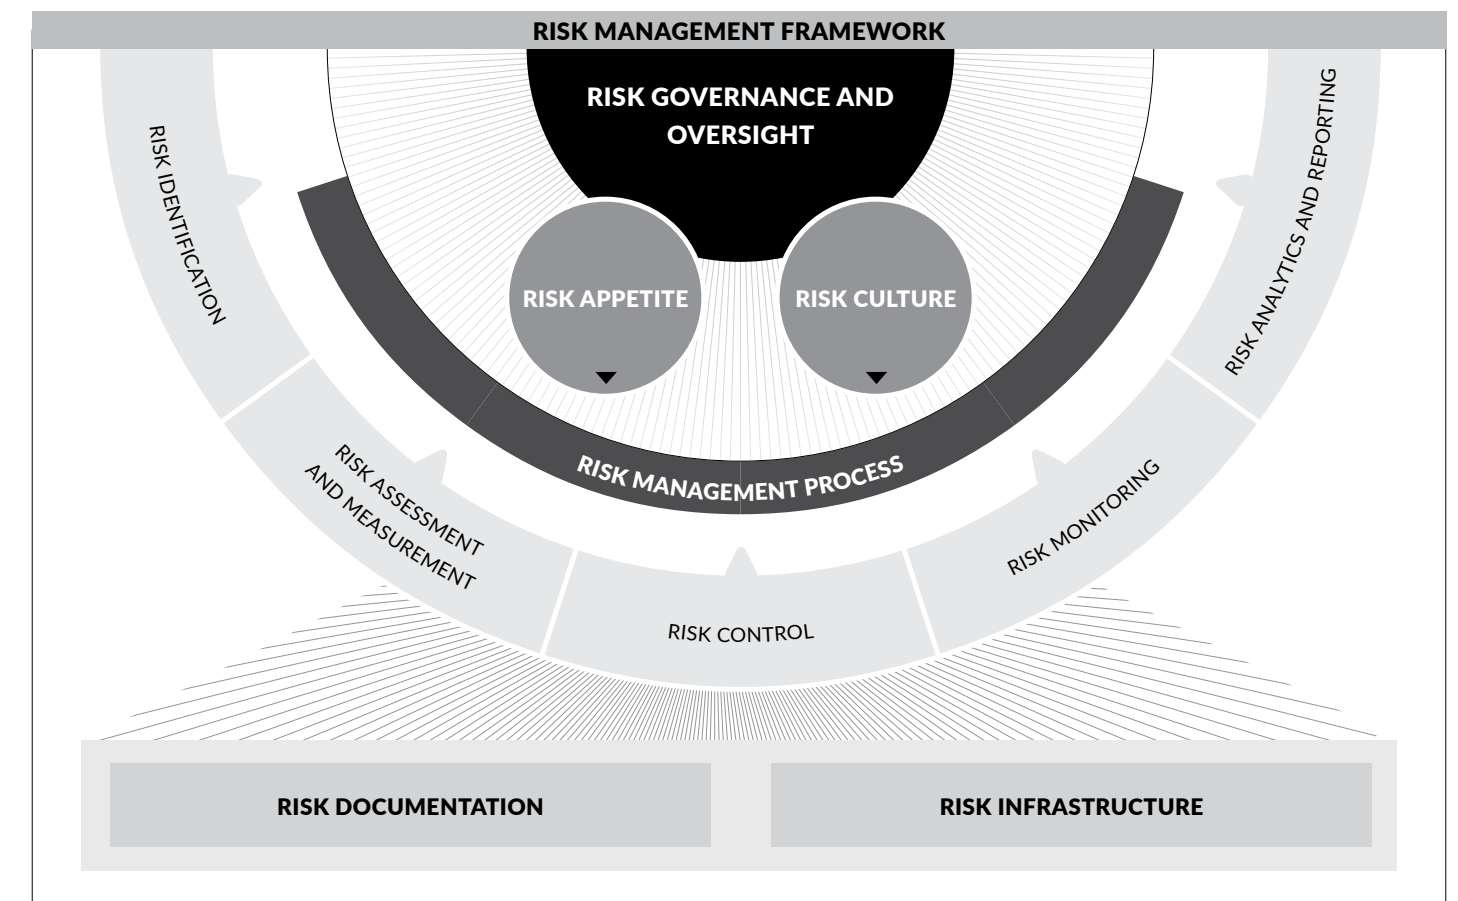 RISK MANAGEMENT FRAMEWORK
RISK GOVERNANCE AND
OVERSIGHT
RISK APPETITE
RISK CULTURE
RISK MANAGEMENT PROCESS
RISK IDENTIFICATION
RISK ASSESSMENT
AND MEASUREMENT
RISK CONTROL
RISK MONITORING
RISK ANALYTICS AND REPORTING
RISK DOCUMENTATION
RISK INFRASTRUCTURE